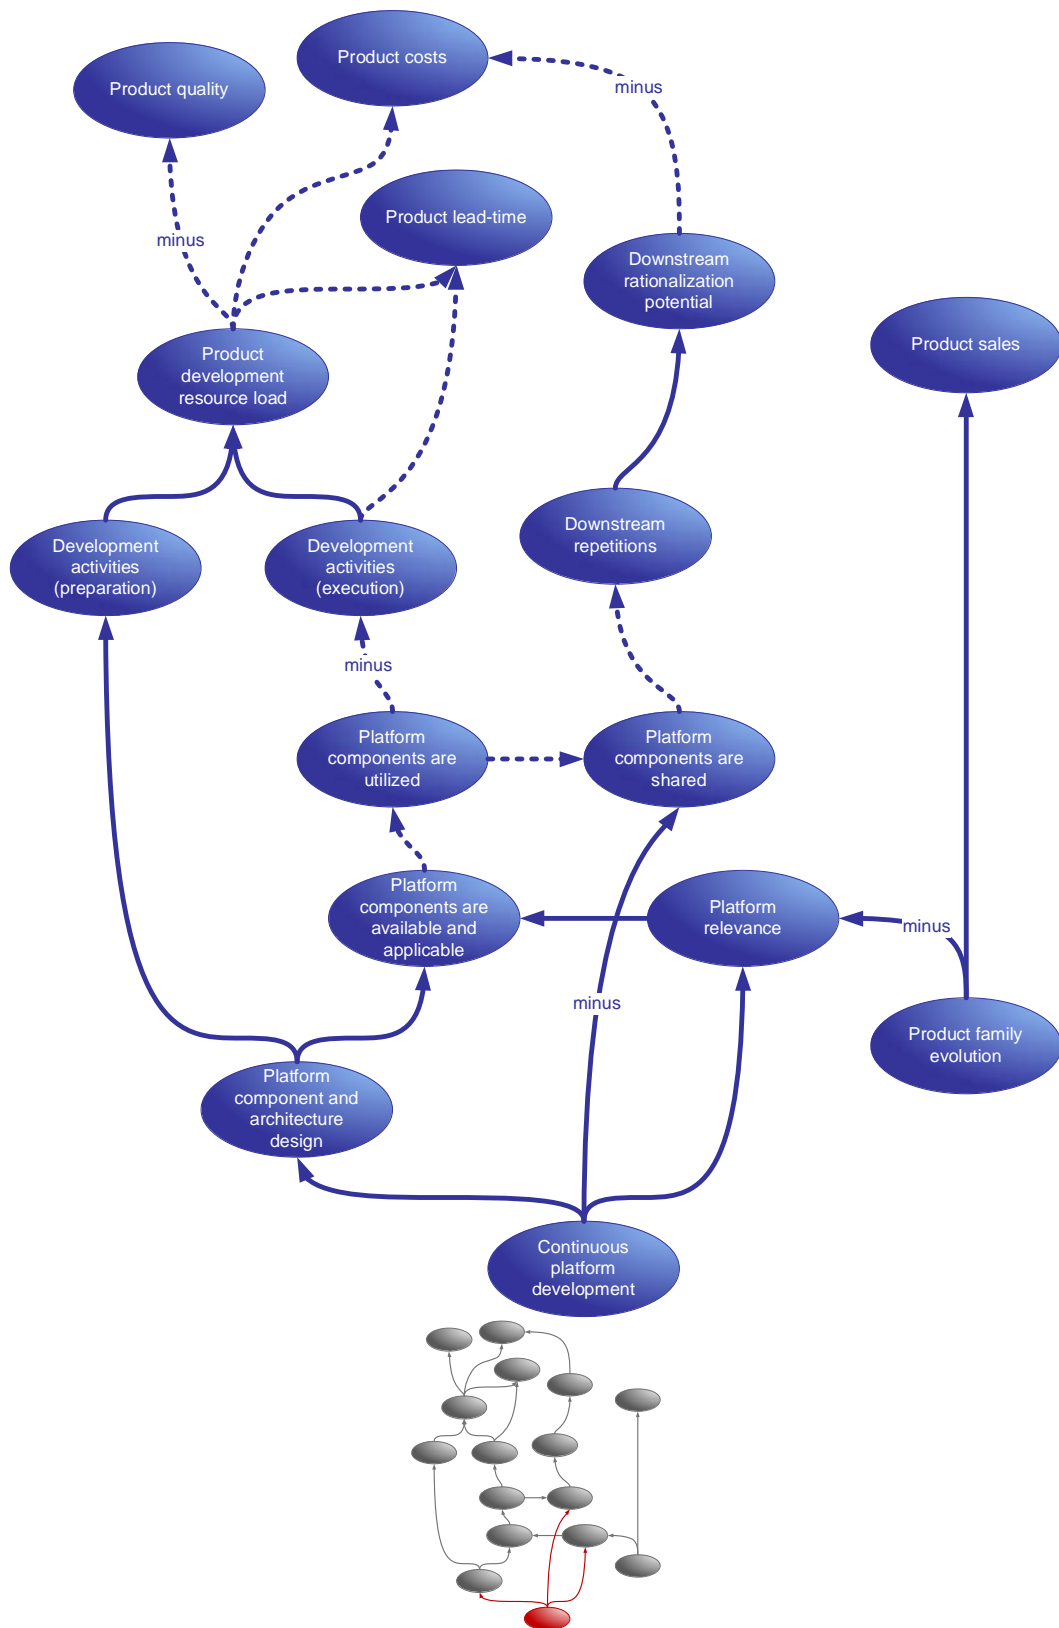 Product costs
Product quality
minus
Product lead-time
minus
Downstream
rationalization
potential
Product sales
Product
development
resource load
Downstream
repetitions
Development
activities
(preparation)
Development
activities
(execution)
minus
Platform
components are
utilized
Platform
components are
shared
Platform
components are
available and
applicable
Platform
relevance
minus
minus
Product family
evolution
Platform
component and
architecture
design
Continuous
platform
development